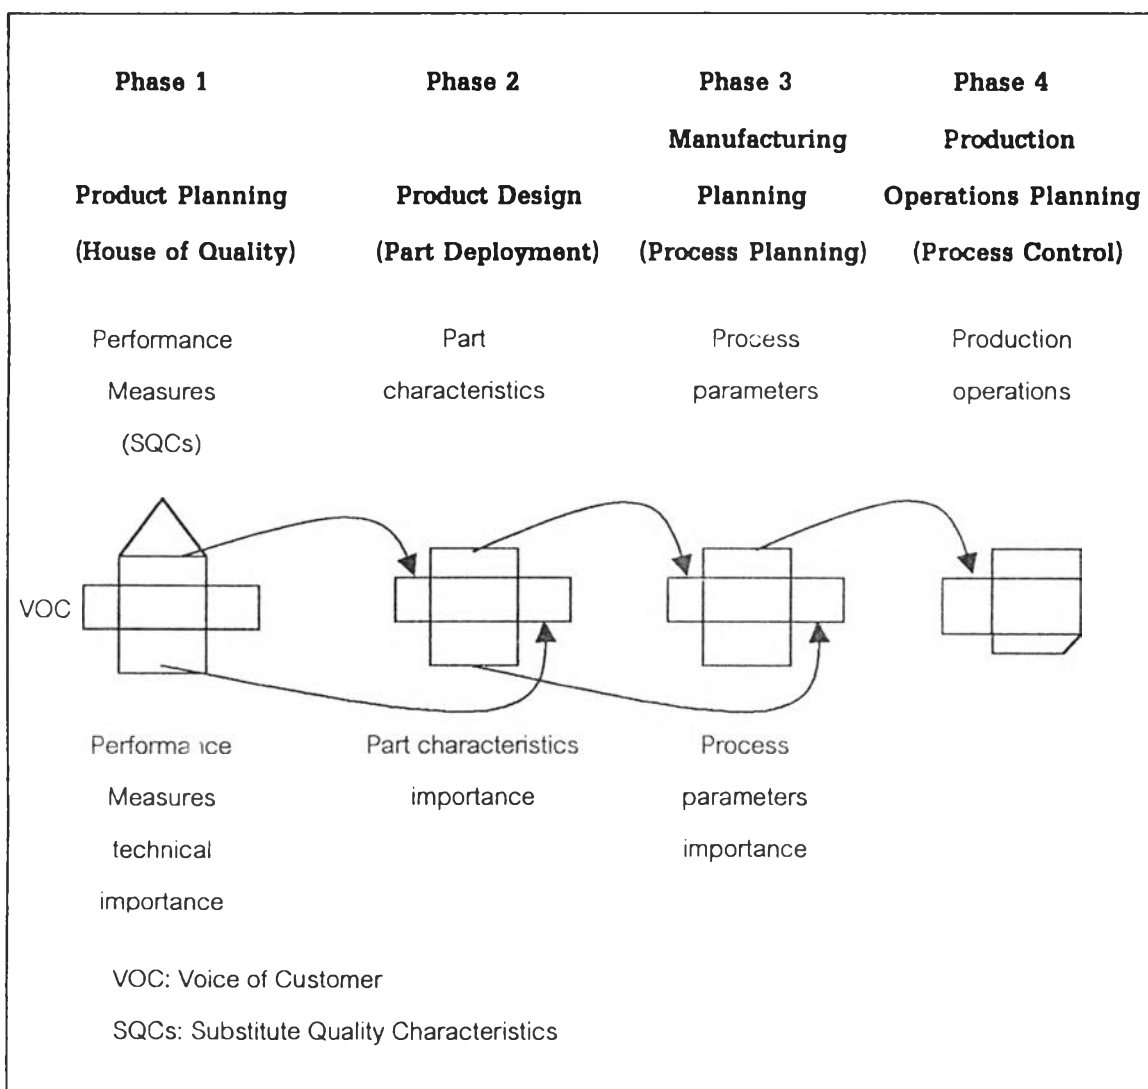 Phase 1
Phase 2
Phase 3
Phase 4
Manufacturing
Production
Product Planning
Product Design
Planning
Operations Planning
(House of Quality)
(Part Deployment)
(Process Planning)
(Process Control)
Performance
Part
Process
Production
Measures
characteristics
parameters
operations
(SQCs)
VOC
Performance
Part characteristics
Process
Measures
importance
parameters
technical
importance
importance
VOC: Voice of Customer
SQCs: Substitute Quality Characteristics